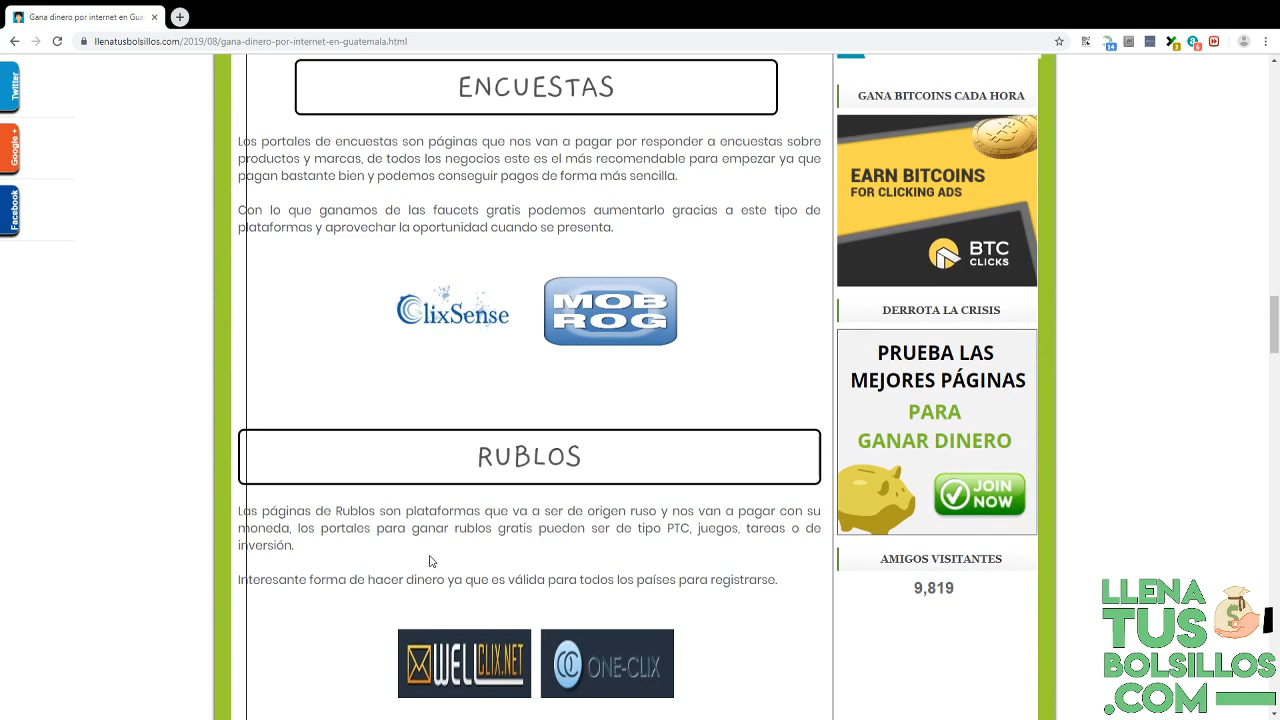 Gana dinero por internet en Gua
llenatusbolsillos.com/2019/08/gana-dinero-por-internet-en-guatemala.html
14
1
5
Twitter
Google +
Facebook
ENCUESTAS
Los portales de encuestas son páginas que nos van a pagar por responder a encuestas sobre
productos y marcas, de todos los negocios este es el más recomendable para empezar ya que
pagan bastante bien y podemos conseguir pagos de forma más sencilla.
Con lo que ganamos de las faucets gratis podemos aumentarlo gracias a este tipo de
plataformas y aprovechar la oportunidad cuando se presenta.
ClixSense
MOB
ROG
RUBLOS
Las páginas de Rublos son plataformas que va a ser de origen ruso y nos van a pagar con su
moneda, los portales para ganar rublos gratis pueden ser de tipo PTC, juegos, tareas o de
inversión.
Interesante forma de hacer dinero ya que es válida para todos los países para registrarse.
WELLCLIX.NET
ONE-CLIX
GANA BITCOINS CADA HORA
EARN BITCOINS
FOR CLICKING ADS
BTC
CLICKS
DERROTA LA CRISIS
PRUEBA LAS
MEJORES PÁGINAS
PARA
GANAR DINERO
JOIN
NOW
AMIGOS VISITANTES
9,819
LLENA
TUS
BOLSILLOS
.COM